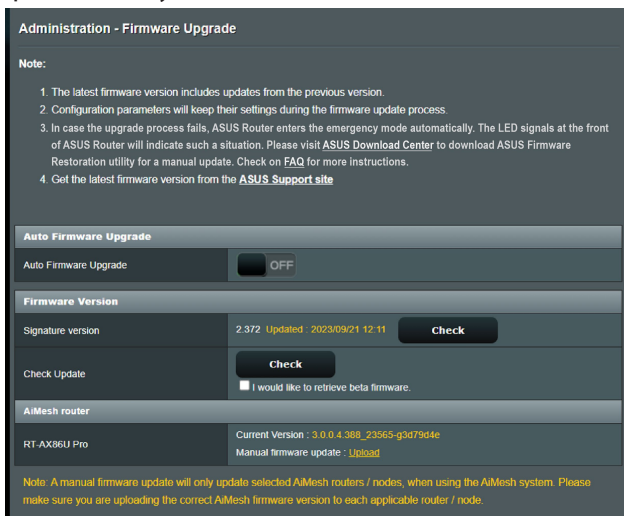 Administration - Firmware Upgrade
Note:
1. The latest firmware version includes updates from the previous version.
2. Configuration parameters will keep their settings during the firmware update process.
3. In case the upgrade process fails, ASUS Router enters the emergency mode automatically. The LED signals at the front
of ASUS Router will indicate such a situation. Please visit ASUS Download Center to download ASUS Firmware
Restoration utility for a manual update. Check on FAQ for more instructions.
4. Get the latest firmware version from the ASUS Support site
Auto Firmware Upgrade
Auto Firmware Upgrade OFF
Firmware Version
Signature version 2.372 Updated : 2023/09/21 12:11 Check
Check Update Check
I would like to retrieve beta firmware.
AiMesh router
RT-AX86U Pro
Current Version : 3.0.0.4.388_23565-g3d79d4e
Manual firmware update : Upload
Note: A manual firmware update will only update selected AiMesh routers / nodes, when using the AiMesh system. Please
make sure you are uploading the correct AiMesh firmware version to each applicable router / node.